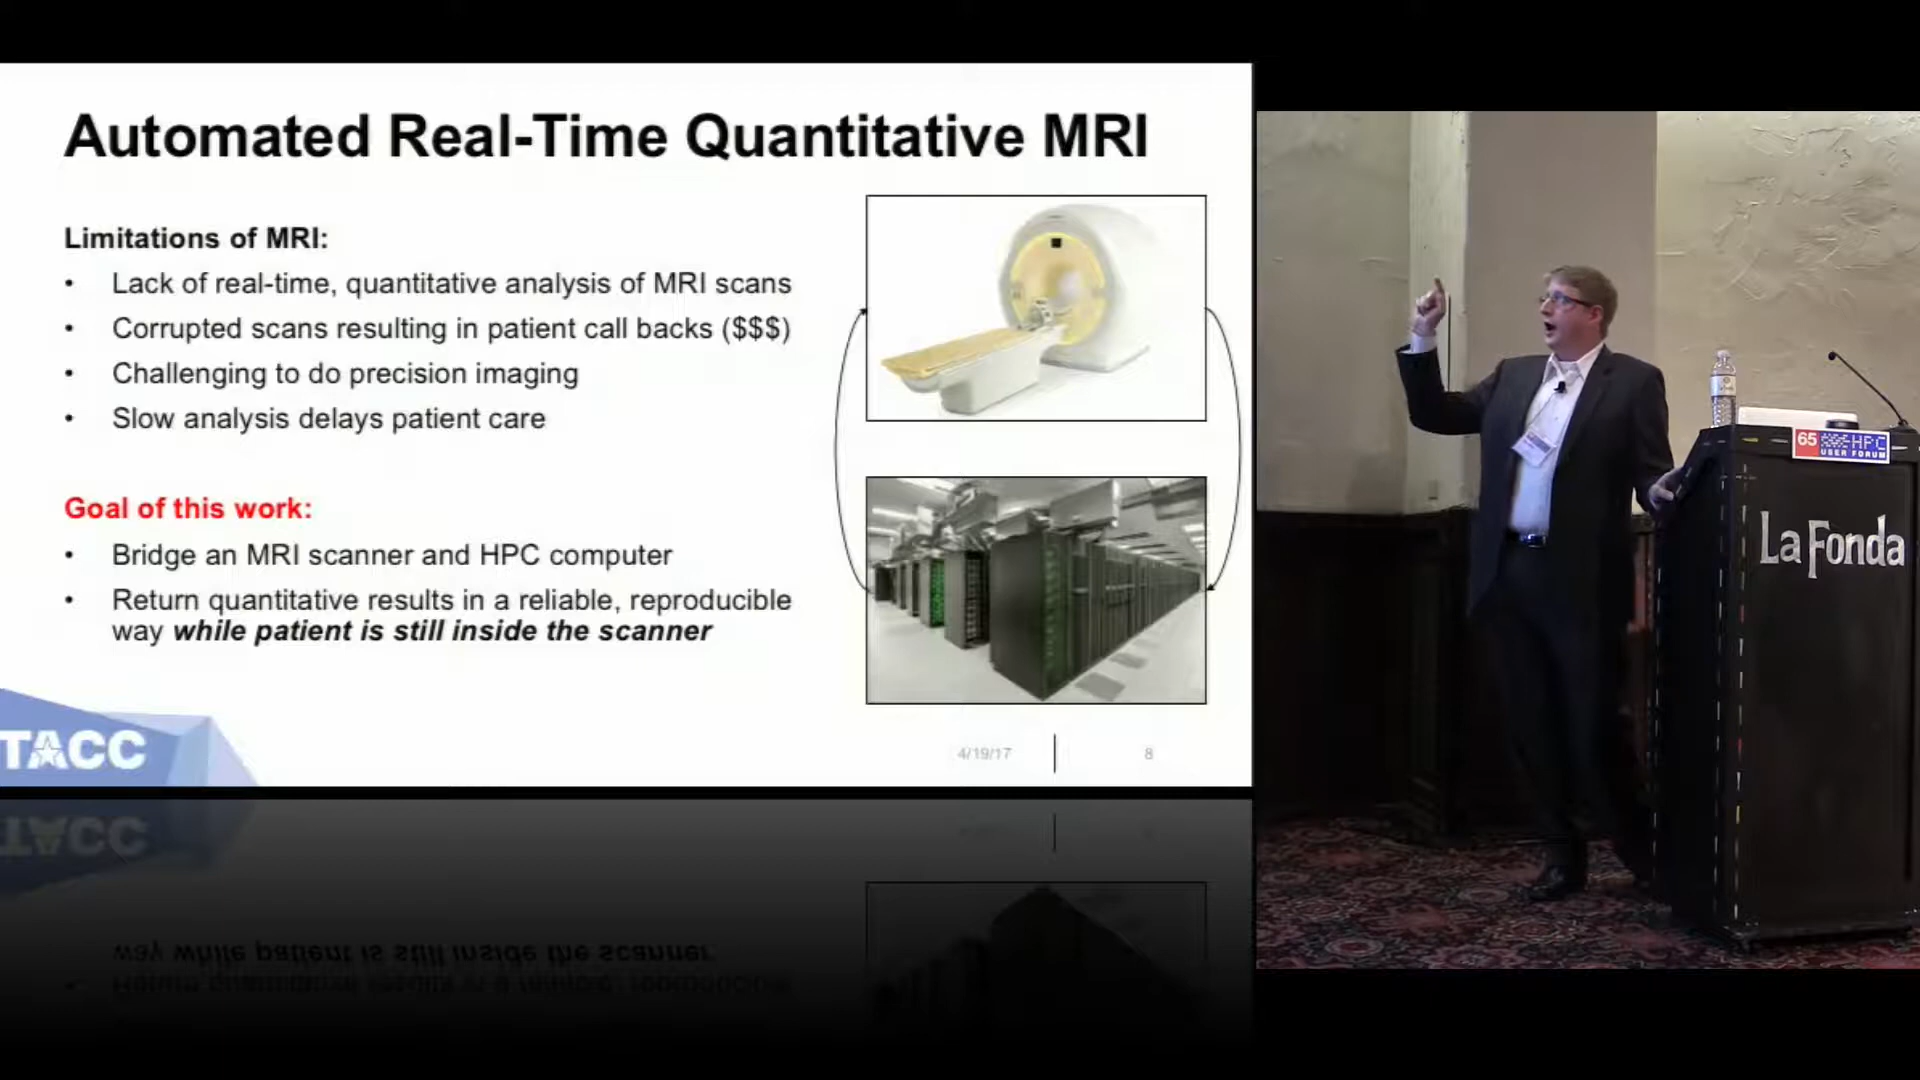 Automated Real-Time Quantitative MRI
Limitations of MRI:
• Lack of real-time, quantitative analysis of MRI scans
• Corrupted scans resulting in patient call backs ($$$)
• Challenging to do precision imaging
• Slow analysis delays patient care
Goal of this work:
• Bridge an MRI scanner and HPC computer
• Return quantitative results in a reliable, reproducible
way while patient is still inside the scanner
TACC
4/19/17
8
65 HPC
USER FORUM
La Fonda